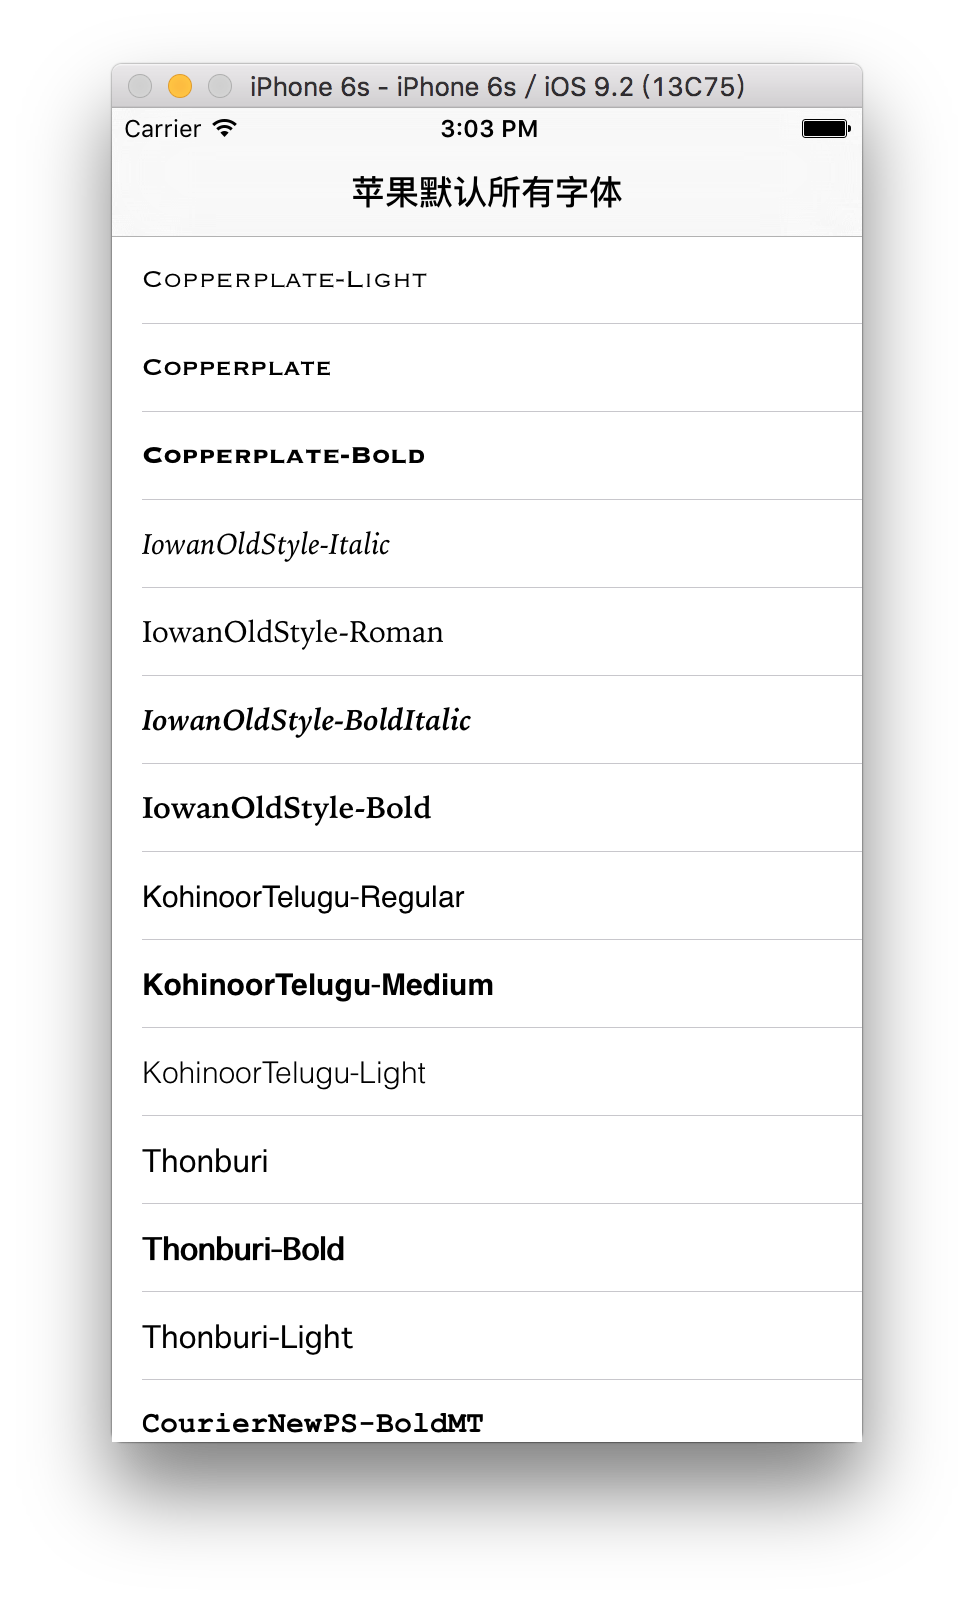 iPhone 6s - iPhone 6s / iOS 9.2 (13C75)
Carrier 3:03 PM
苹果默认所有字体
Copperplate-Light
Copperplate
Copperplate-Bold
IowanOldStyle-Italic
IowanOldStyle-Roman
IowanOldStyle-BoldItalic
IowanOldStyle-Bold
KohinoorTelugu-Regular
KohinoorTelugu-Medium
KohinoorTelugu-Light
Thonburi
Thonburi-Bold
Thonburi-Light
CourierNewPS-BoldMT